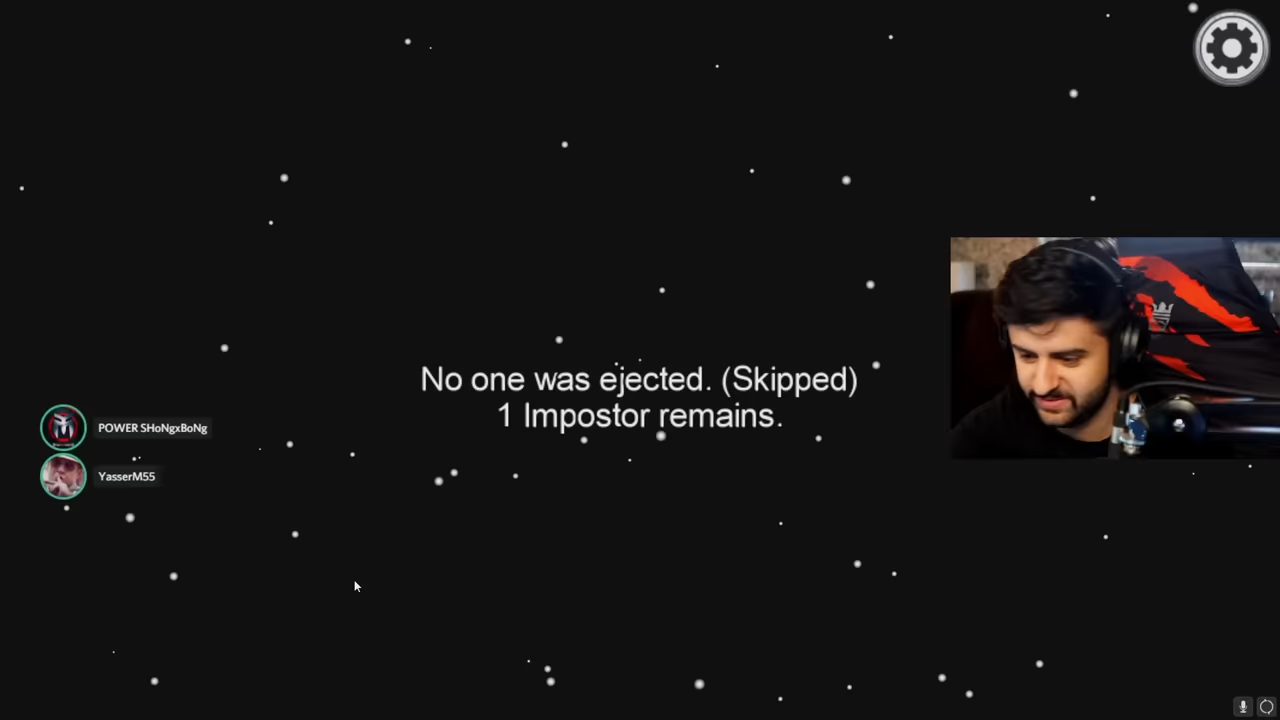 No one was ejected. (Skipped)
1 Impostor remains.
POWER SHoNgxBoNg
YasserM55